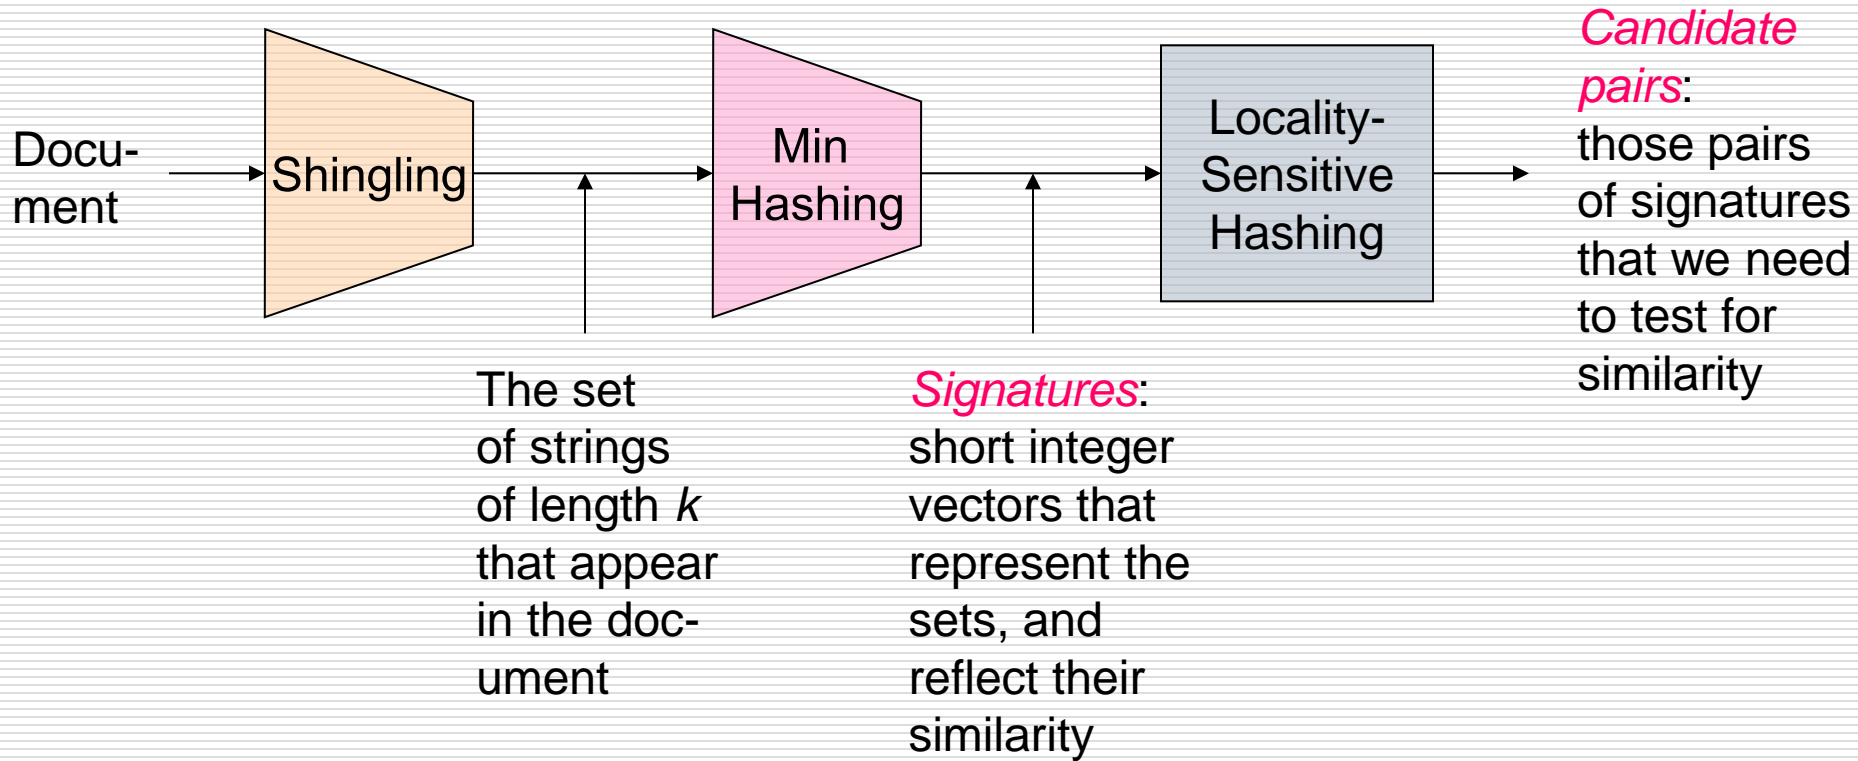 Docu-
ment
Shingling
The set
of strings
of length k
that appear
in the doc-
ument
Min
Hashing
Signatures:
short integer
vectors that
represent the
sets, and
reflect their
similarity
Locality-
Sensitive
Hashing
Candidate
pairs:
those pairs
of signatures
that we need
to test for
similarity